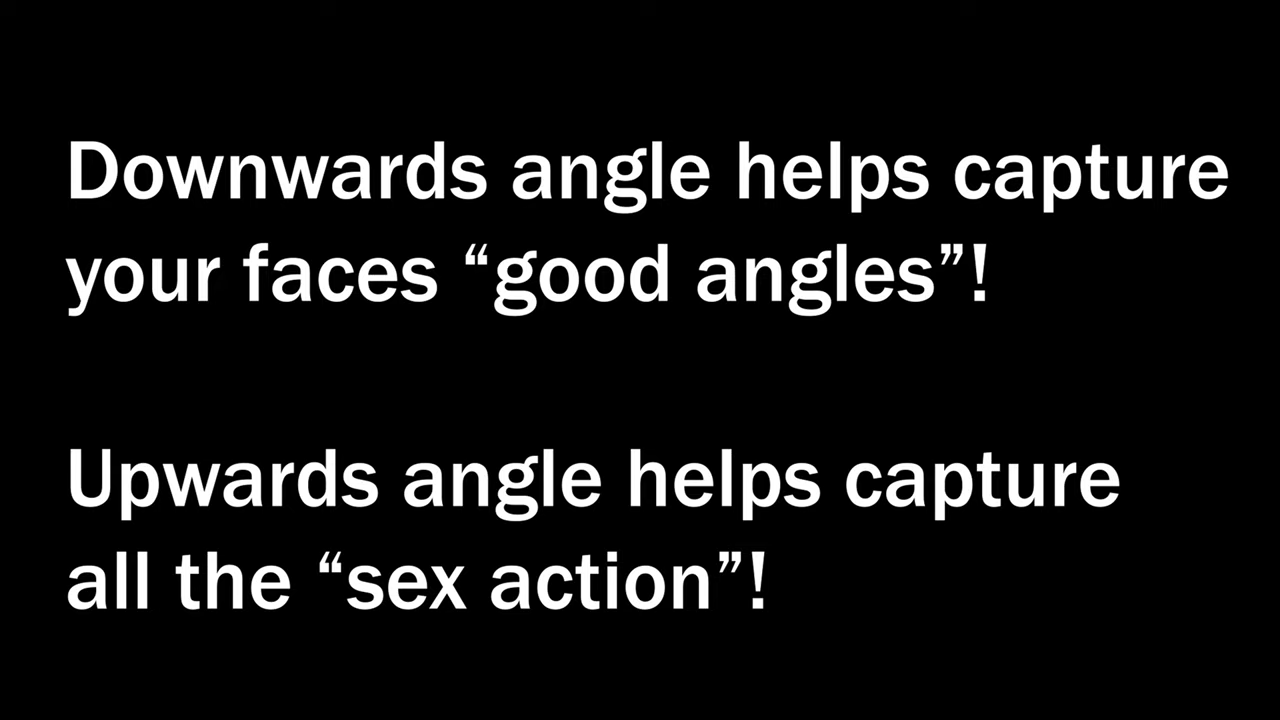 Downwards angle helps capture
your faces “good angles”!
Upwards angle helps capture
all the “sex action”!